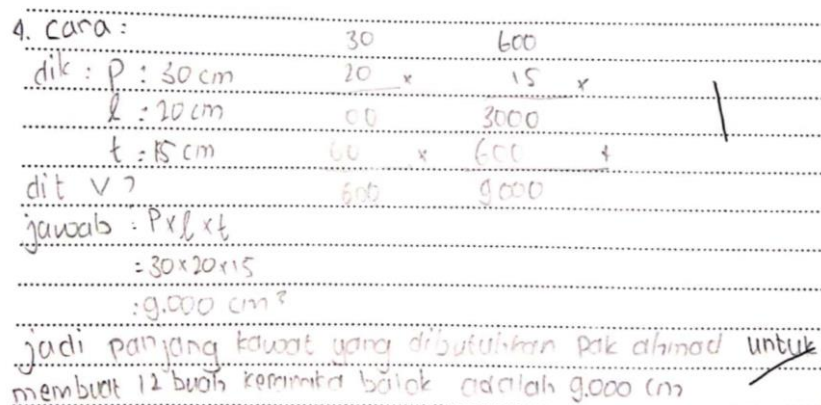 4. Cara :
dik : P : 30 cm
l : 20 cm
t : 15 cm
dit V ?
jawab : P x l x t
: 30 x 20 x 15
: 9.000 cm³
30
20 x
00
60 x
600
600
15 x
3000
600 +
9000
jadi panjang kawat yang dibutuhkan Pak ahmad untuk
membuat 12 buah keramta balok adalah 9.000 cm